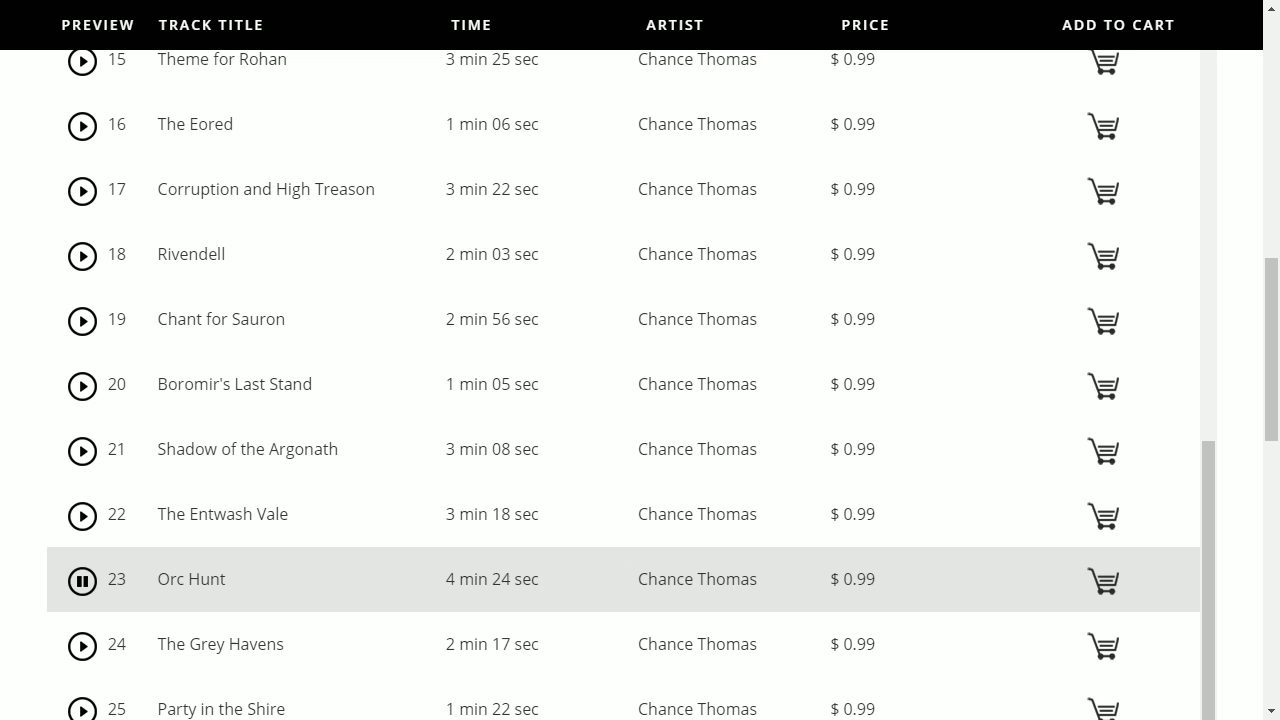 PREVIEW TRACK TITLE TIME ARTIST PRICE ADD TO CART
15 Theme for Rohan 3 min 25 sec Chance Thomas $ 0.99
16 The Eored 1 min 06 sec Chance Thomas $ 0.99
17 Corruption and High Treason 3 min 22 sec Chance Thomas $ 0.99
18 Rivendell 2 min 03 sec Chance Thomas $ 0.99
19 Chant for Sauron 2 min 56 sec Chance Thomas $ 0.99
20 Boromir's Last Stand 1 min 05 sec Chance Thomas $ 0.99
21 Shadow of the Argonath 3 min 08 sec Chance Thomas $ 0.99
22 The Entwash Vale 3 min 18 sec Chance Thomas $ 0.99
23 Orc Hunt 4 min 24 sec Chance Thomas $ 0.99
24 The Grey Havens 2 min 17 sec Chance Thomas $ 0.99
25 Party in the Shire 1 min 22 sec Chance Thomas $ 0.99